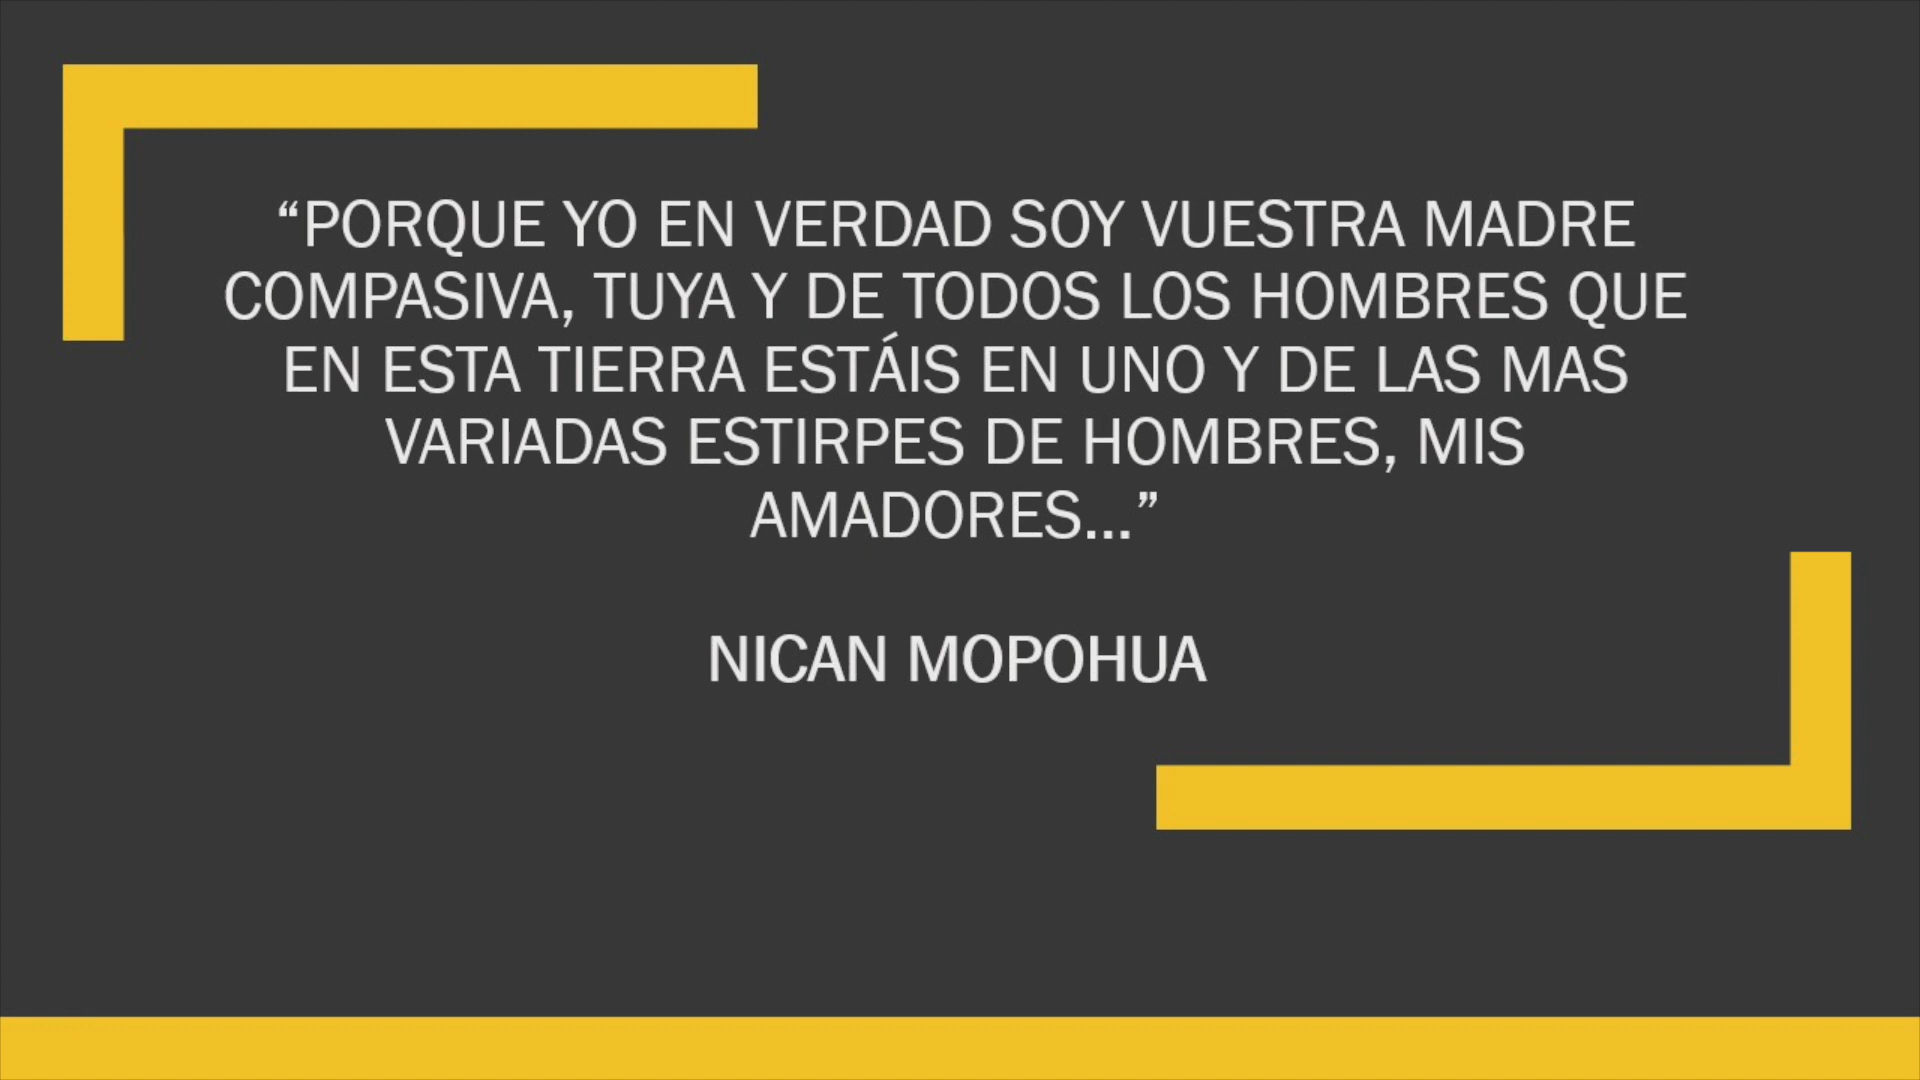 “PORQUE YO EN VERDAD SOY VUESTRA MADRE
COMPASIVA, TUYA Y DE TODOS LOS HOMBRES QUE
EN ESTA TIERRA ESTÁIS EN UNO Y DE LAS MAS
VARIADAS ESTIRPES DE HOMBRES, MIS
AMADORES...”
NICAN MOPOHUA